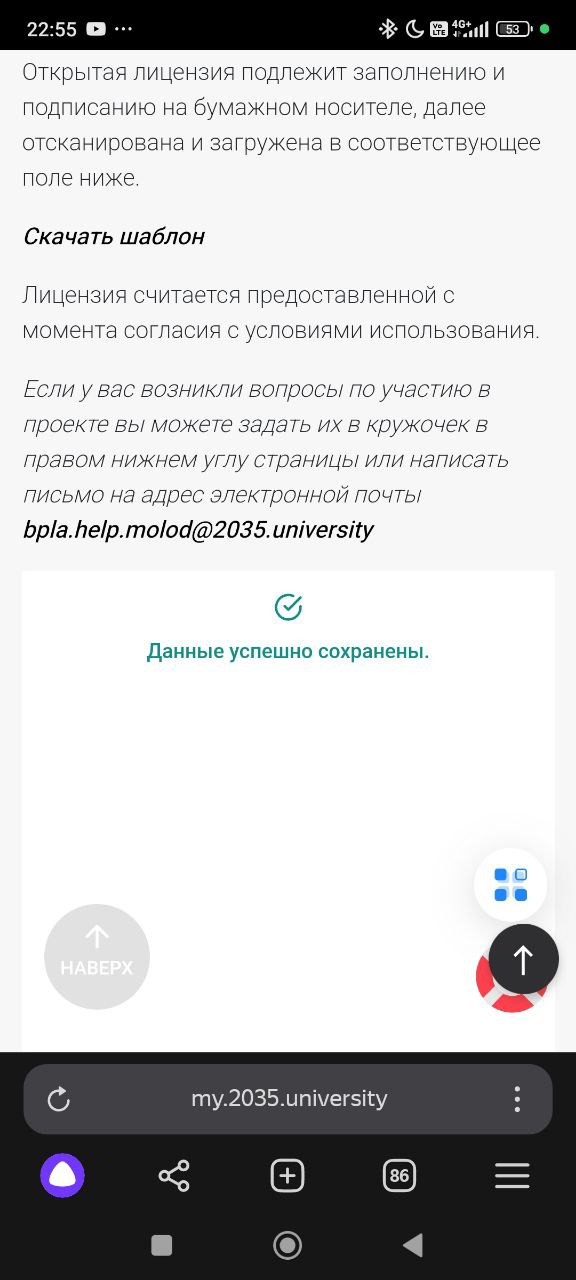 22:55
Vo LTE
4G+
53
Открытая лицензия подлежит заполнению и
подписанию на бумажном носителе, далее
отсканирована и загружена в соответствующее
поле ниже.
Скачать шаблон
Лицензия считается предоставленной с
момента согласия с условиями использования.
Если у вас возникли вопросы по участию в
проекте вы можете задать их в кружочек в
правом нижнем углу страницы или написать
письмо на адрес электронной почты
bpla.help.molod@2035.university
Данные успешно сохранены.
НАВЕРХ
my.2035.university
86